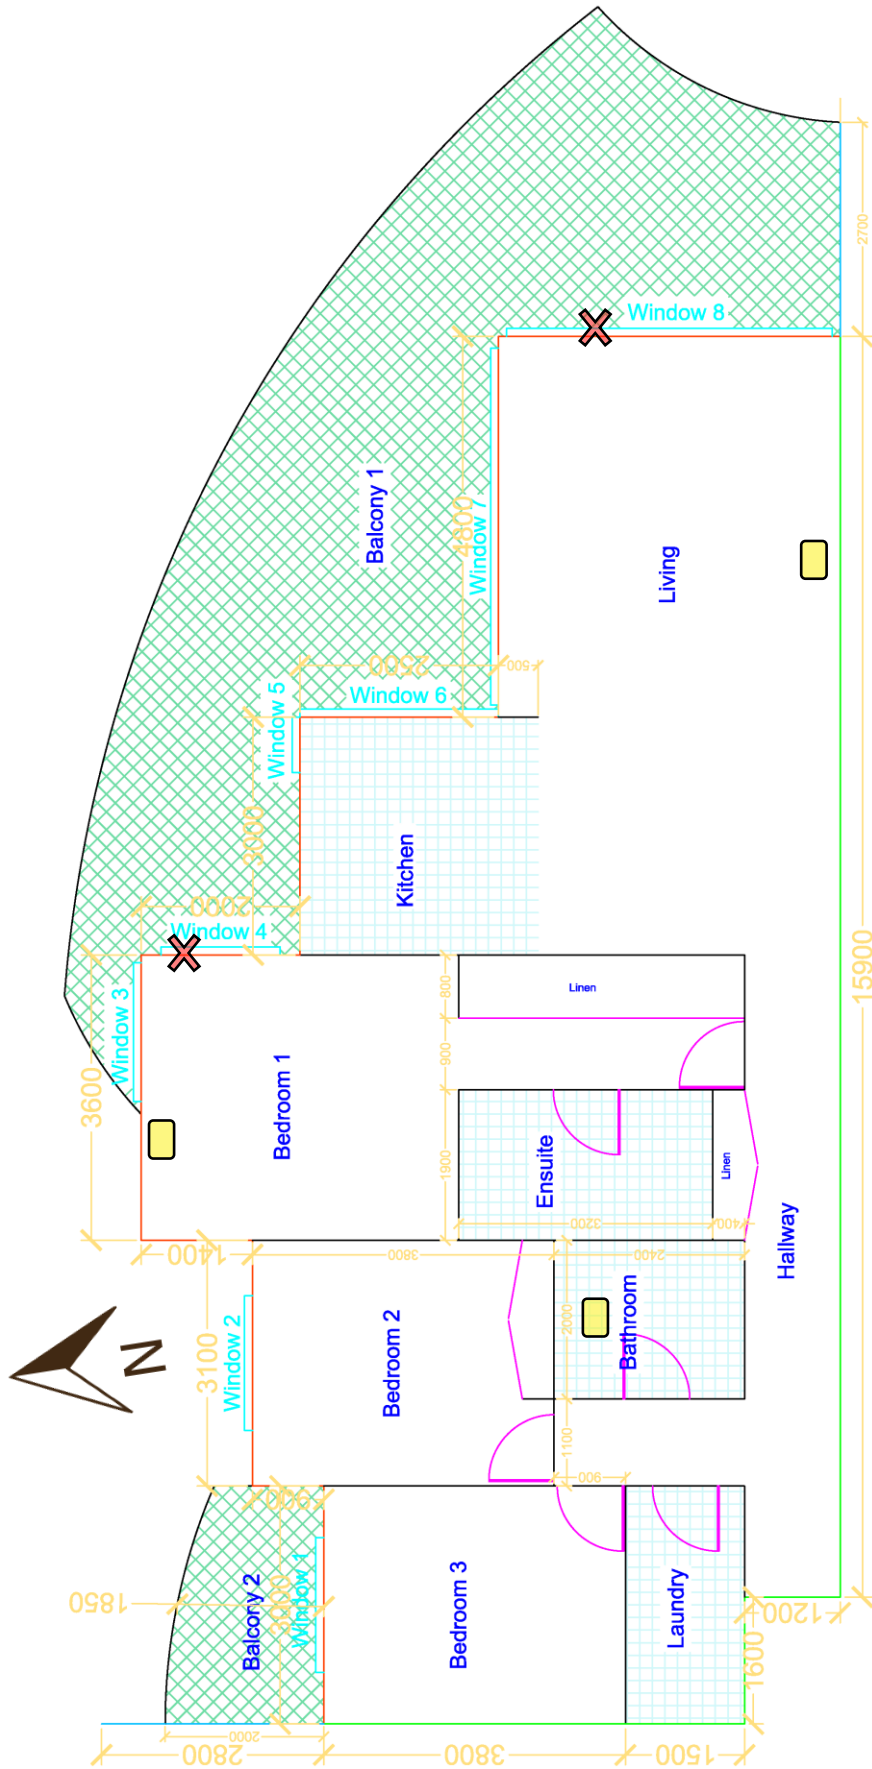 2700
Window 8
Balcony 1
4800
Window 7
Living
Window 5
2500
500
Window 6
3000
Kitchen
2000
Window 4
Window 3
3600
800
Linen
900
15900
Bedroom 1
1900
Ensuite
Linen
3200
400
1400
3800
2400
Hallway
N
Window 2
3100
Bedroom 2
2000
Bathroom
1100
900
900
1850
Balcony 2
3000
Window 1
Bedroom 3
Laundry
1200
1600
2000
2800
3800
1500